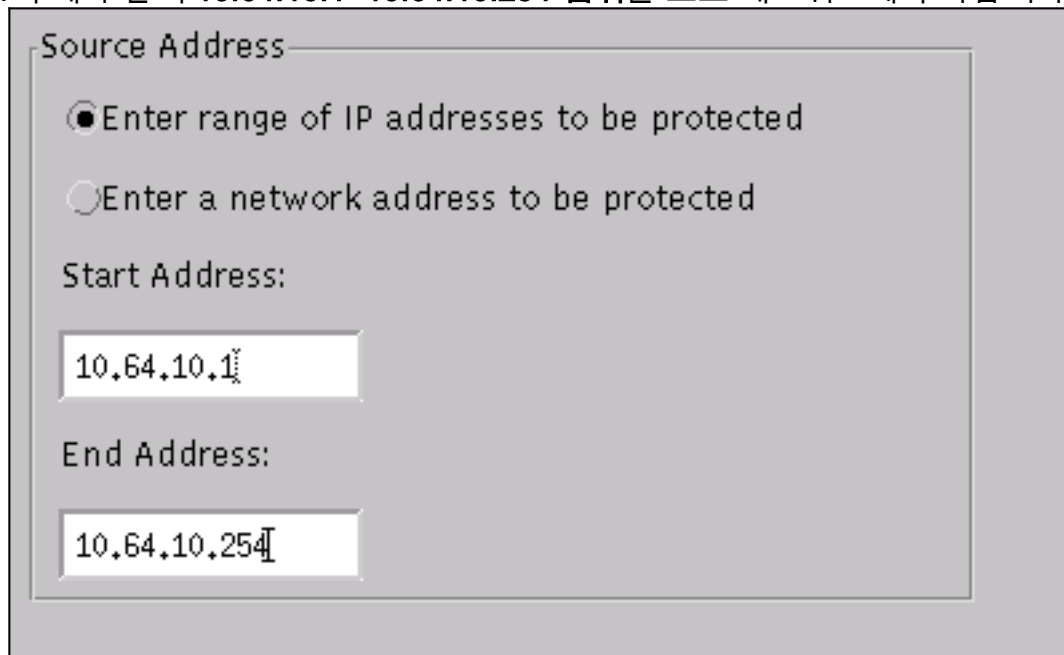 Source Address
Enter range of IP addresses to be protected
Enter a network address to be protected
Start Address:
10.64.10.1
End Address:
10.64.10.254